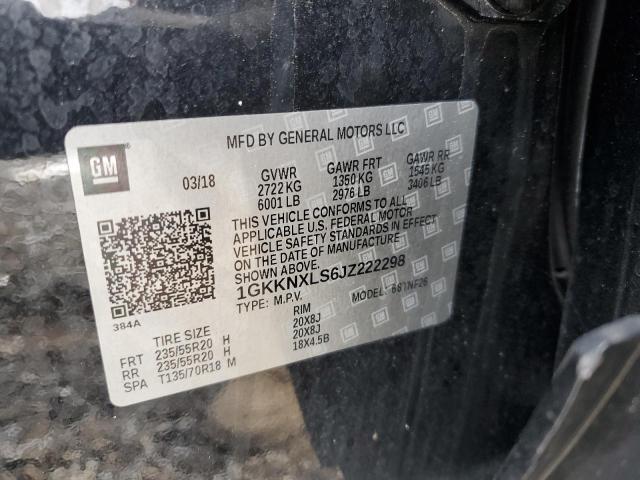 MFD BY GENERAL MOTORS LLC
GM
03/18
GVWR GAWR FRT GAWR RR
2722 KG 1350 KG 1545 KG
6001 LB 2976 LB 3406 LB
THIS VEHICLE CONFORMS TO ALL
APPLICABLE U.S. FEDERAL MOTOR
VEHICLE SAFETY STANDARDS IN EFFECT
ON THE DATE OF MANUFACTURE
SHOWN ABOVE.
1GKKNXLS6JZ222298
TYPE: M.P.V. MODEL:
384A
TIRE SIZE RIM
FRT 235/55R20 H 20X8J
RR 235/55R20 H 20X8J
SPA T135/70R18 M 18X4.5B